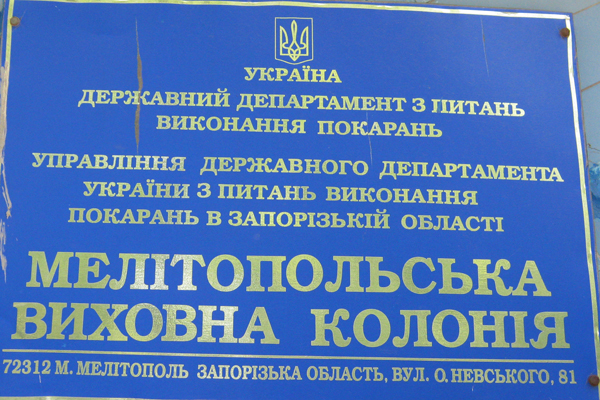 УКРАЇНА
ДЕРЖАВНИЙ ДЕПАРТАМЕНТ З ПИТАНЬ
ВИКОНАННЯ ПОКАРАНЬ
УПРАВЛІННЯ ДЕРЖАВНОГО ДЕПАРТАМЕНТА
УКРАЇНИ З ПИТАНЬ ВИКОНАННЯ
ПОКАРАНЬ В ЗАПОРІЗЬКІЙ ОБЛАСТІ
МЕЛІТОПОЛЬСЬКА
ВИХОВНА КОЛОНІЯ
72312 М. МЕЛІТОПОЛЬ ЗАПОРІЗЬКА ОБЛАСТЬ, ВУЛ. О.НЕВСЬКОГО, 81